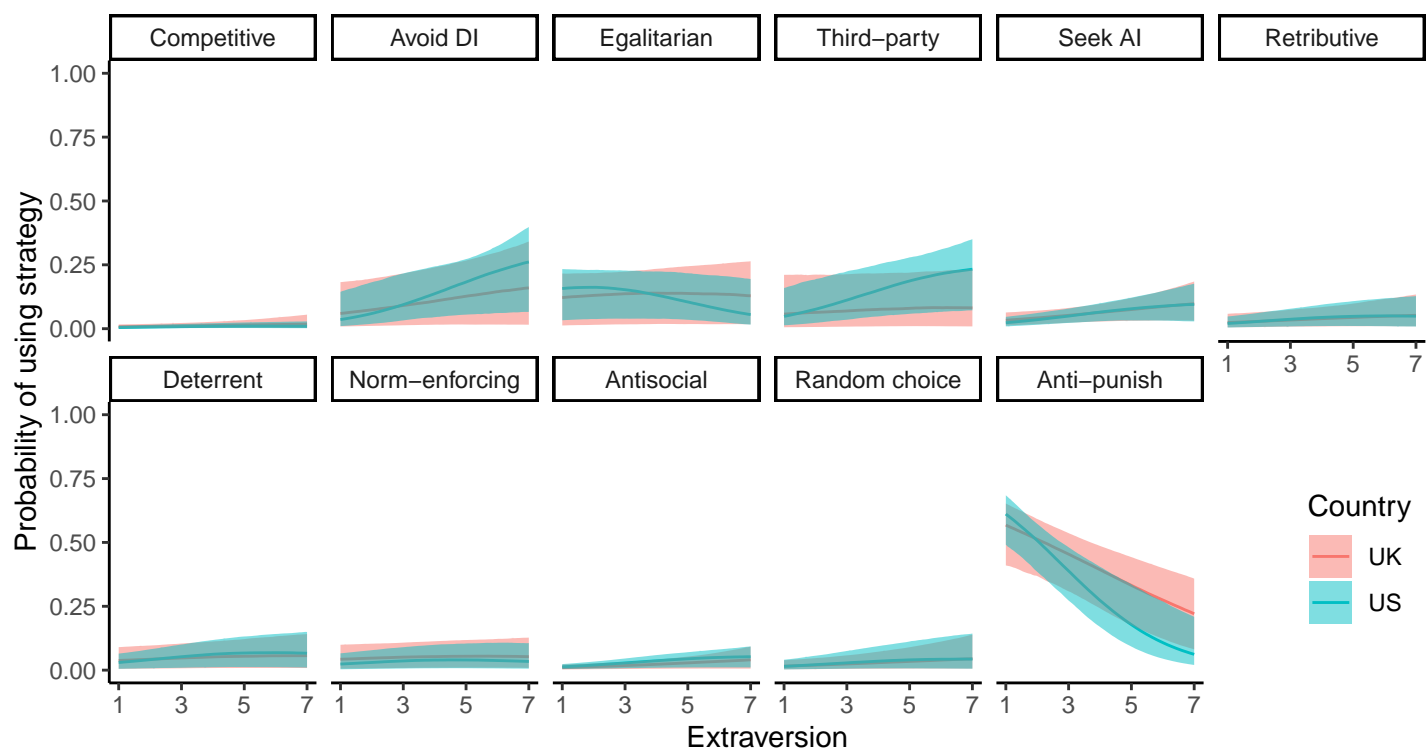 Competitive Avoid DI Egalitarian Third−party Seek AI Retributive
1.00
0.75
0.50
0.25
0.00
1 3 5 7
Deterrent Norm−enforcing Antisocial Random choice Anti−punish
1.00
0.75
0.50
0.25
0.00
1 3 5 7 1 3 5 7 1 3 5 7 1 3 5 7 1 3 5 7
Extraversion
Probability of using strategy
Country
UK
US